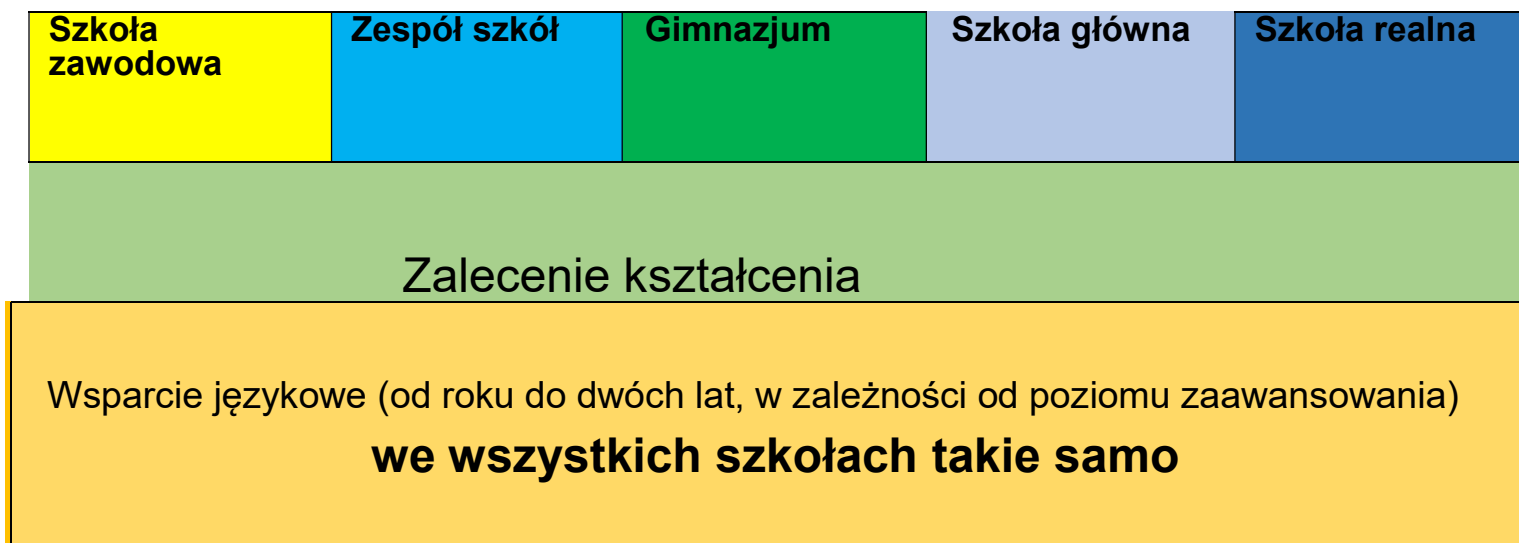 Szkoła
zawodowa
Zespół szkół
Gimnazjum
Szkoła główna
Szkoła realna
Zalecenie kształcenia
Wsparcie językowe (od roku do dwóch lat, w zależności od poziomu zaawansowania)
we wszystkich szkołach takie samo